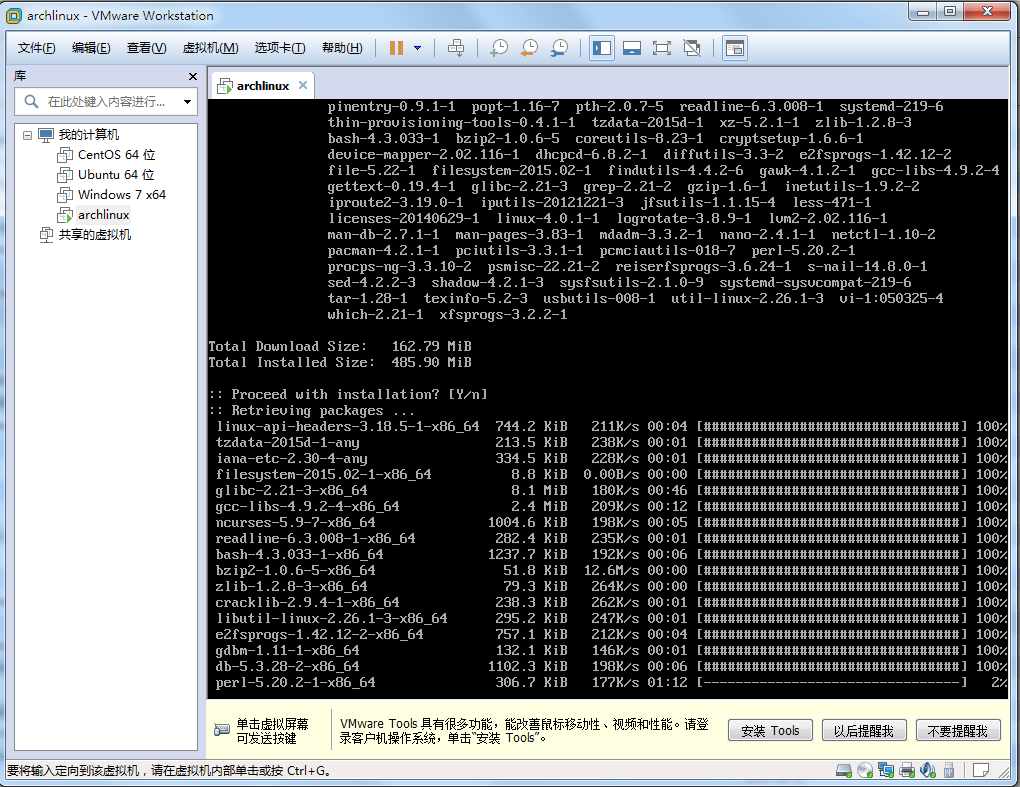 archlinux - VMware Workstation
文件(F) 编辑(E) 查看(V) 虚拟机(M) 选项卡(T) 帮助(H)
库
在此处键入内容进行...
我的计算机
CentOS 64 位
Ubuntu 64 位
Windows 7 x64
archlinux
共享的虚拟机
archlinux
pinentry-0.9.1-1 popt-1.16-7 pth-2.0.7-5 readline-6.3.008-1 systemd-219-6
thin-provisioning-tools-0.4.1-1 tzdata-2015d-1 xz-5.2.1-1 zlib-1.2.8-3
bash-4.3.033-1 bzip2-1.0.6-5 coreutils-8.23-1 cryptsetup-1.6.6-1
device-mapper-2.02.116-1 dhcpcd-6.8.2-1 diffutils-3.3-2 e2fsprogs-1.42.12-2
file-5.22-1 filesystem-2015.02-1 findutils-4.4.2-6 gawk-4.1.2-1 gcc-libs-4.9.2-4
gettext-0.19.4-1 glibc-2.21-3 grep-2.21-2 gzip-1.6-1 inetutils-1.9.2-2
iproute2-3.19.0-1 iputils-20121221-3 jfsutils-1.1.15-4 less-471-1
licenses-20140629-1 linux-4.0.1-1 logrotate-3.8.9-1 lvm2-2.02.116-1
man-db-2.7.1-1 man-pages-3.83-1 mdadm-3.3.2-1 nano-2.4.1-1 netctl-1.10-2
pacman-4.2.1-1 pciutils-3.3.1-1 pcmciautils-018-7 perl-5.20.2-1
procps-ng-3.3.10-2 psmisc-22.21-2 reiserfsprogs-3.6.24-1 s-nail-14.8.0-1
sed-4.2.2-3 shadow-4.2.1-3 sysfsutils-2.1.0-9 systemd-sysvcompat-219-6
tar-1.28-1 texinfo-5.2-3 usbutils-008-1 util-linux-2.26.1-3 vi-1:050325-4
which-2.21-1 xfsprogs-3.2.2-1
Total Download Size: 162.79 MiB
Total Installed Size: 485.90 MiB
:: Proceed with installation? [Y/n]
:: Retrieving packages ...
linux-api-headers-3.18.5-1-x86_64 744.2 KiB 211K/s 00:04 [################################] 100%
tzdata-2015d-1-any 213.5 KiB 238K/s 00:01 [################################] 100%
iana-etc-2.30-4-any 334.5 KiB 228K/s 00:01 [################################] 100%
filesystem-2015.02-1-x86_64 8.8 KiB 0.00B/s 00:00 [################################] 100%
glibc-2.21-3-x86_64 8.1 MiB 180K/s 00:46 [################################] 100%
gcc-libs-4.9.2-4-x86_64 2.4 MiB 209K/s 00:12 [################################] 100%
ncurses-5.9-7-x86_64 1004.6 KiB 198K/s 00:05 [################################] 100%
readline-6.3.008-1-x86_64 282.4 KiB 235K/s 00:01 [################################] 100%
bash-4.3.033-1-x86_64 1237.7 KiB 192K/s 00:06 [################################] 100%
bzip2-1.0.6-5-x86_64 51.8 KiB 12.6M/s 00:00 [################################] 100%
zlib-1.2.8-3-x86_64 79.3 KiB 264K/s 00:00 [################################] 100%
cracklib-2.9.4-1-x86_64 238.3 KiB 262K/s 00:01 [################################] 100%
libutil-linux-2.26.1-3-x86_64 295.2 KiB 247K/s 00:01 [################################] 100%
e2fsprogs-1.42.12-2-x86_64 757.1 KiB 212K/s 00:04 [################################] 100%
gdbm-1.11-1-x86_64 132.1 KiB 146K/s 00:01 [################################] 100%
db-5.3.28-2-x86_64 1102.3 KiB 198K/s 00:06 [################################] 100%
perl-5.20.2-1-x86_64 306.7 KiB 177K/s 01:12 [--------------------------------] 2%
单击虚拟屏幕
可发送按键
VMware Tools 具有很多功能，能改善鼠标移动性、视频和性能。请登
录客户机操作系统，单击“安装 Tools”。
安装 Tools 以后提醒我 不要提醒我
要将输入定向到该虚拟机，请在虚拟机内部单击或按 Ctrl+G。